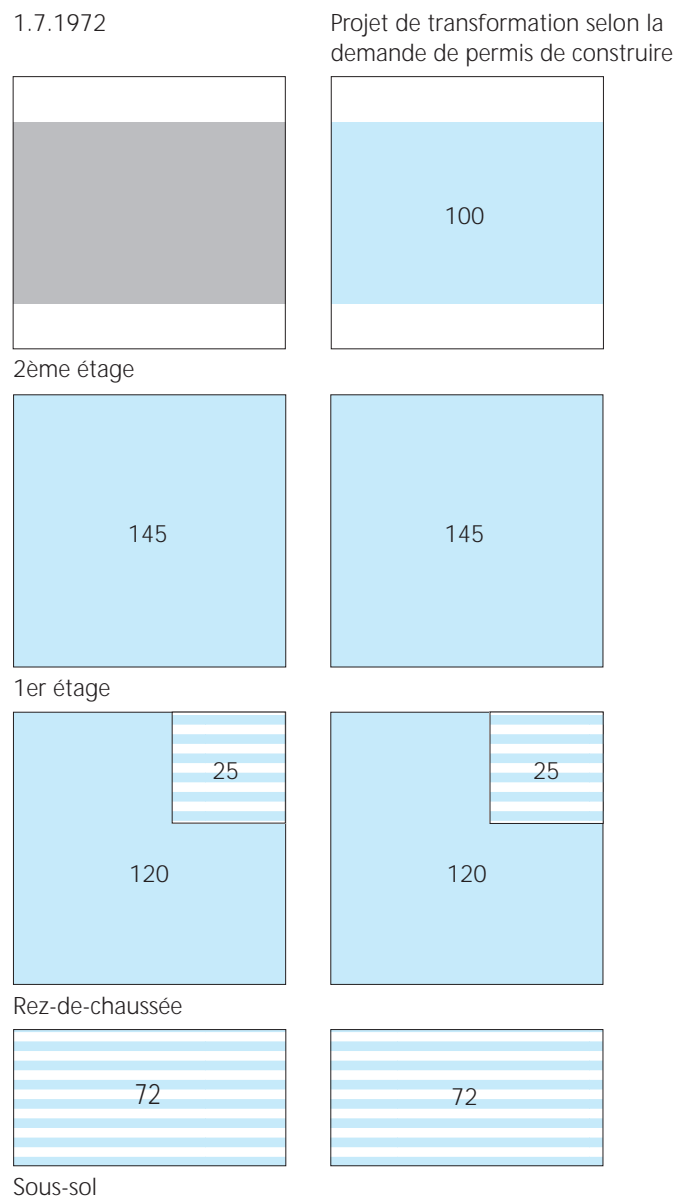 1.7.1972
Projet de transformation selon la
demande de permis de construire
100
2ème étage
145
145
1er étage
25
25
120
120
Rez-de-chaussée
72
72
Sous-sol